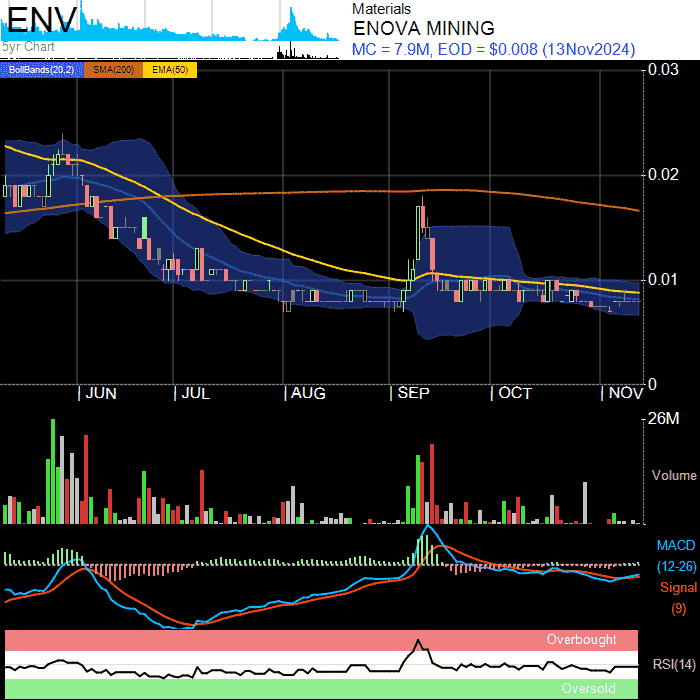 ENV
5yr Chart
Materials
ENOVA MINING
MC = 7.9M, EOD = $0.008 (13Nov2024)
BollBands(20,2) SMA(200) EMA(50)
0.03
0.02
0.01
0
| JUN | JUL | AUG | SEP | OCT | NOV
26M
Volume
MACD
(12-26)
Signal
(9)
Overbought
RSI(14)
Oversold